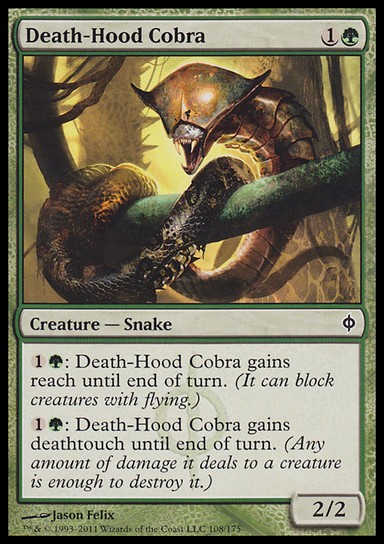 Death-Hood Cobra 1
Creature — Snake
1 : Death-Hood Cobra gains
reach until end of turn. (It can block
creatures with flying.)
1 : Death-Hood Cobra gains
deathtouch until end of turn. (Any
amount of damage it deals to a creature
is enough to destroy it.)
Jason Felix
2/2
™ & © 1993-2011 Wizards of the Coast LLC 108/175